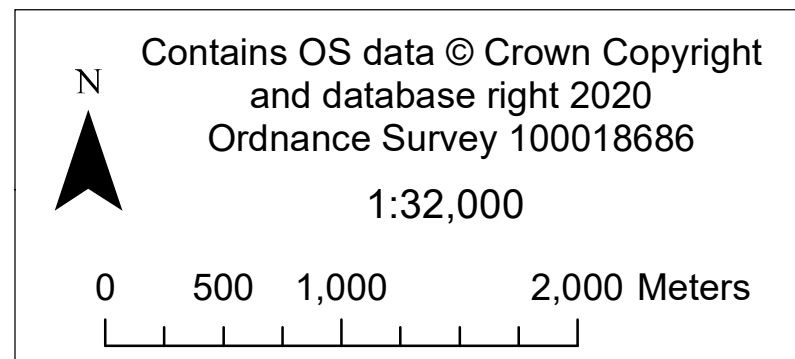 Contains OS data © Crown Copyright
and database right 2020
Ordnance Survey 100018686
N
1:32,000
0 500 1,000 2,000 Meters